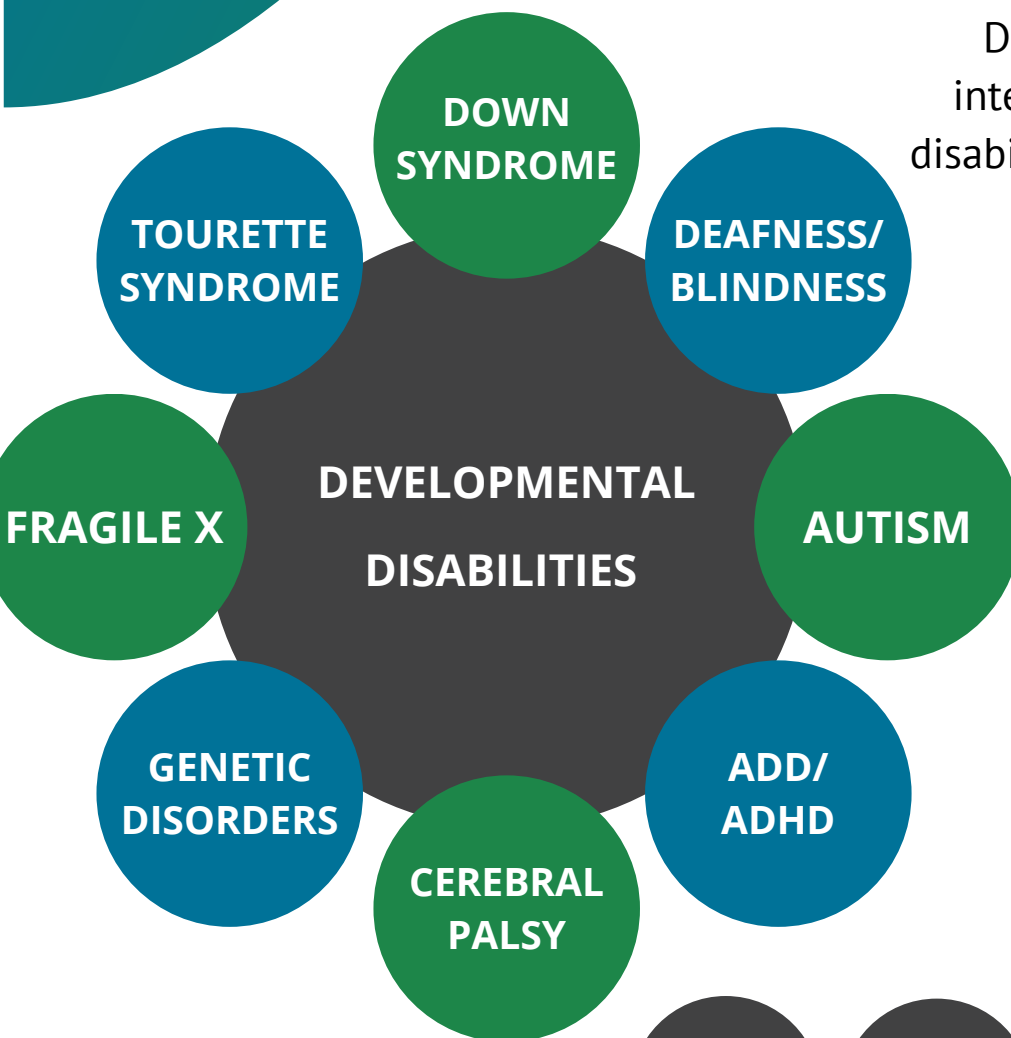 DOWN
SYNDROME
DEAFNESS/
BLINDNESS
AUTISM
ADD/
ADHD
CEREBRAL
PALSY
GENETIC
DISORDERS
FRAGILE X
TOURETTE
SYNDROME
DEVELOPMENTAL
DISABILITIES